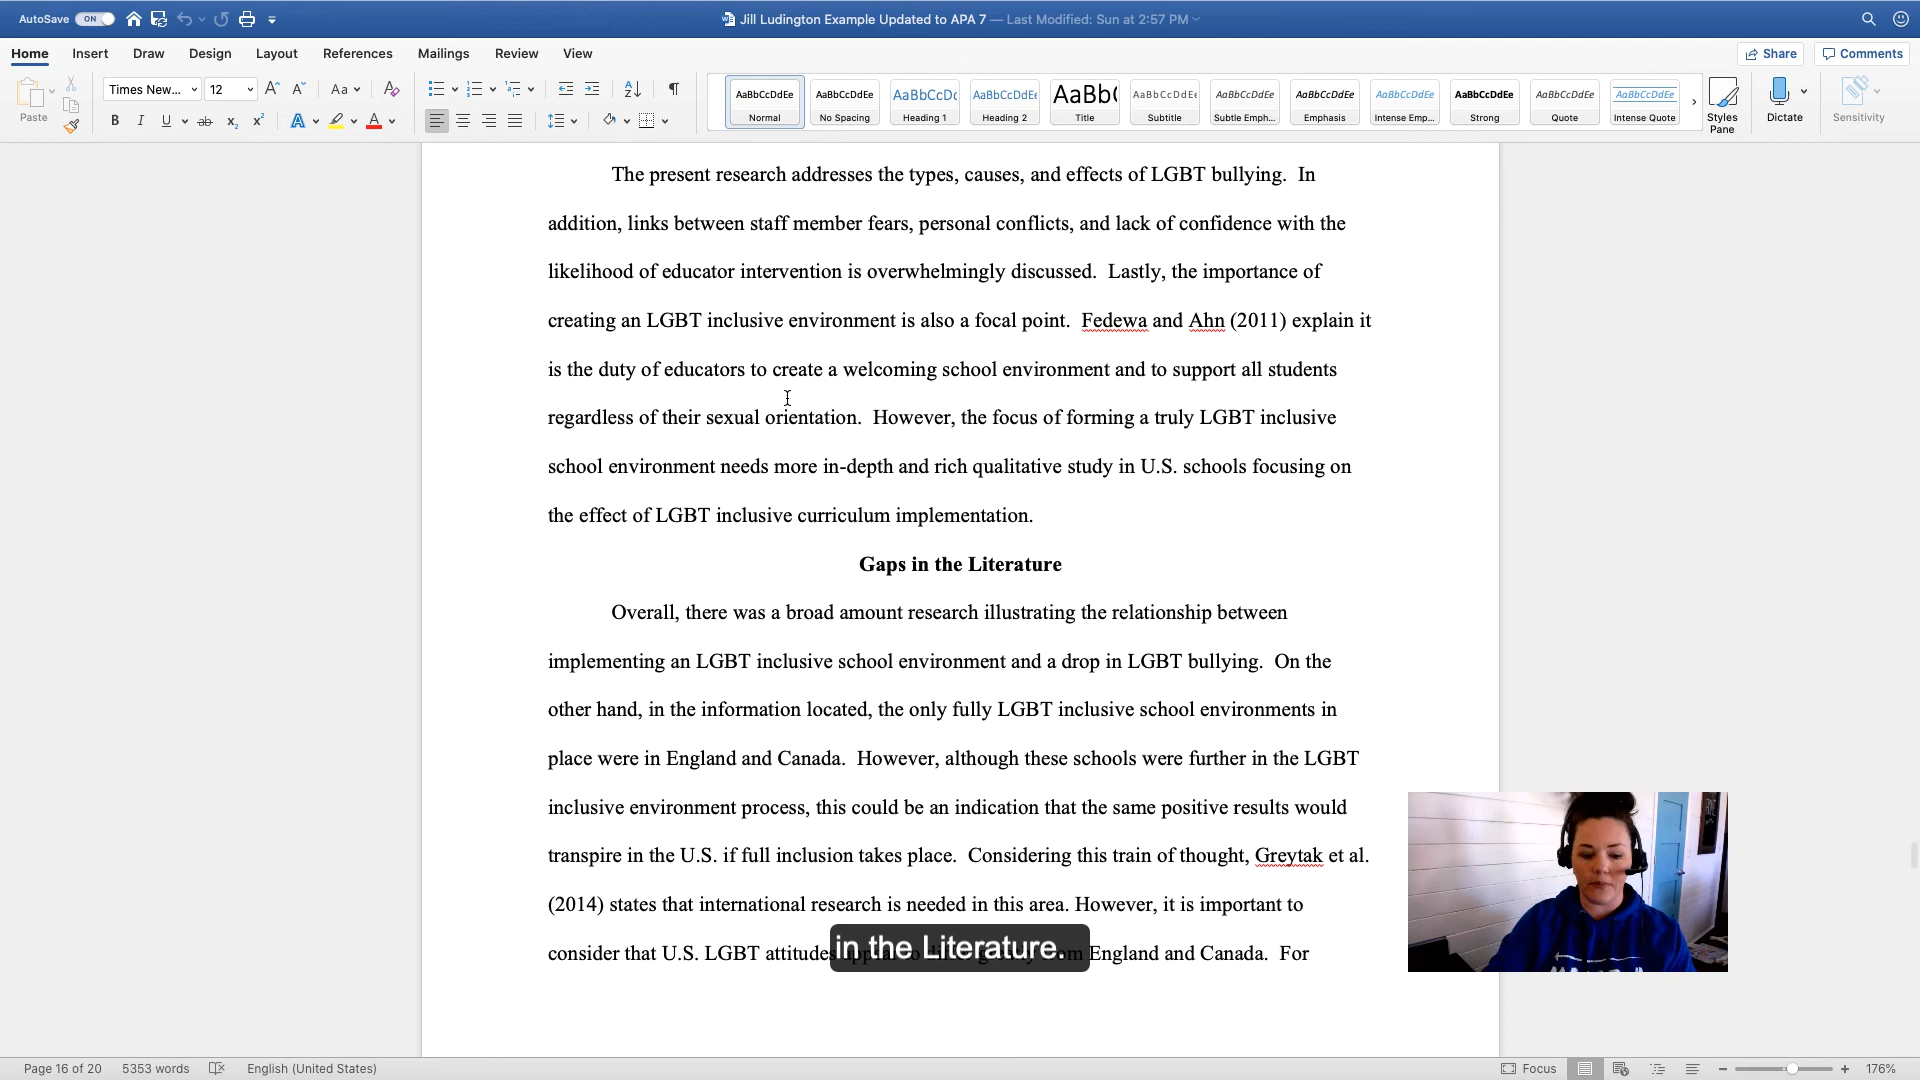 AutoSave ON
Jill Ludington Example Updated to APA 7 — Last Modified: Sun at 2:57 PM
Home Insert Draw Design Layout References Mailings Review View
Share Comments
Paste
Times New... 12 Aa
B I U ab x₂ x² A A
AaBbCcDdEe AaBbCcDdEe AaBbCcDc AaBbCcDdEe AaBb( AaBbCcDdEe AaBbCcDdEe AaBbCcDdEe AaBbCcDdEe AaBbCcDdEe AaBbCcDdEe AaBbCcDdEe
Normal No Spacing Heading 1 Heading 2 Title Subtitle Subtle Emph... Emphasis Intense Emp... Strong Quote Intense Quote
Styles Pane
Dictate
Sensitivity
The present research addresses the types, causes, and effects of LGBT bullying.  In
addition, links between staff member fears, personal conflicts, and lack of confidence with the
likelihood of educator intervention is overwhelmingly discussed.  Lastly, the importance of
creating an LGBT inclusive environment is also a focal point.  Fedewa and Ahn (2011) explain it
is the duty of educators to create a welcoming school environment and to support all students
regardless of their sexual orientation.  However, the focus of forming a truly LGBT inclusive
school environment needs more in-depth and rich qualitative study in U.S. schools focusing on
the effect of LGBT inclusive curriculum implementation.
Gaps in the Literature
Overall, there was a broad amount research illustrating the relationship between
implementing an LGBT inclusive school environment and a drop in LGBT bullying.  On the
other hand, in the information located, the only fully LGBT inclusive school environments in
place were in England and Canada.  However, although these schools were further in the LGBT
inclusive environment process, this could be an indication that the same positive results would
transpire in the U.S. if full inclusion takes place.  Considering this train of thought, Greytak et al.
(2014) states that international research is needed in this area. However, it is important to
consider that U.S. LGBT attitudes England and Canada.  For
in the Literature.
Page 16 of 20 5353 words English (United States) Focus 176%